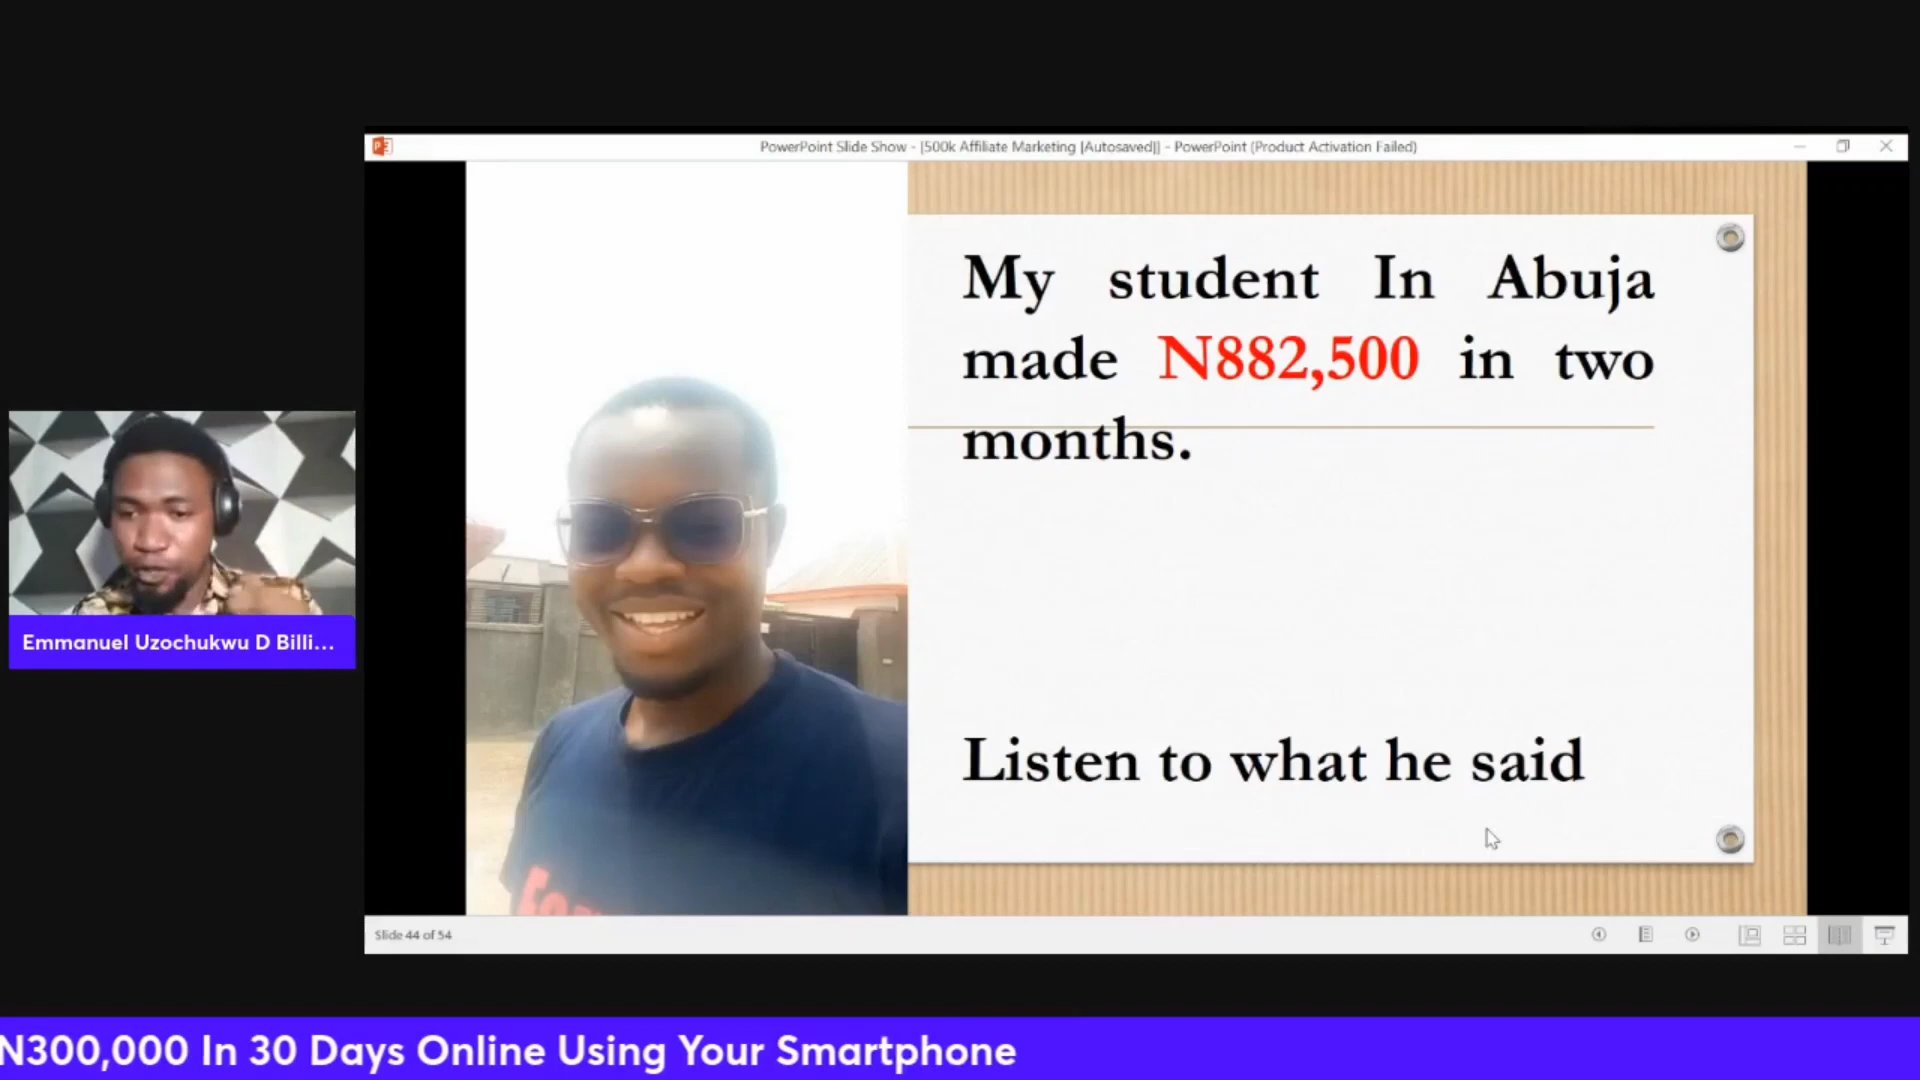 PowerPoint Slide Show - [500k Affiliate Marketing [Autosaved]] - PowerPoint (Product Activation Failed)
My student In Abuja
made N882,500 in two
months.
Listen to what he said
Emmanuel Uzochukwu D Billi...
Slide 44 of 54
N300,000 In 30 Days Online Using Your Smartphone